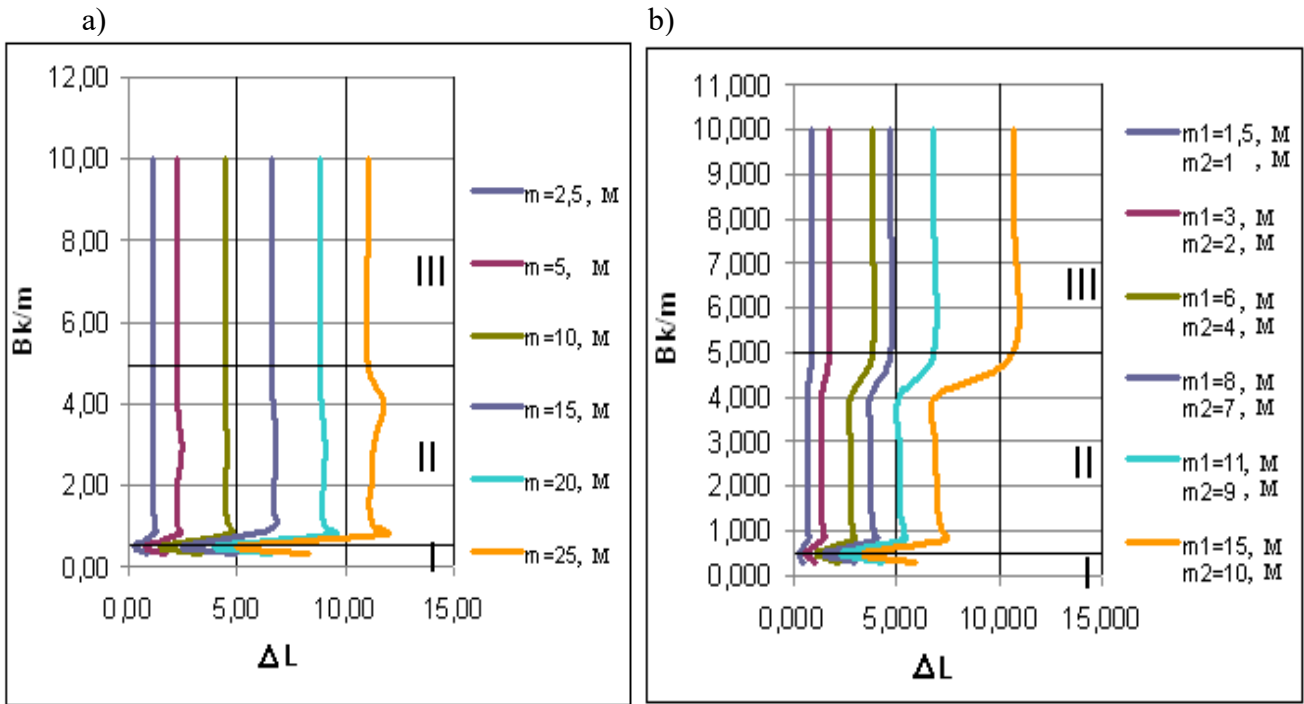 a)
b)
12,00
10,00
8,00
6,00
4,00
2,00
0,00
0,00 5,00 10,00 15,00
Bk/m
ΔL
III
II
I
m=2,5, M
m=5, M
m=10, M
m=15, M
m=20, M
m=25, M
11,000
10,000
9,000
8,000
7,000
6,000
5,000
4,000
3,000
2,000
1,000
0,000
0,000 5,000 10,000 15,000
Bk/m
ΔL
III
II
I
m1=1,5, M
m2=1 , M
m1=3, M
m2=2, M
m1=6, M
m2=4, M
m1=8, M
m2=7, M
m1=11, M
m2=9, M
m1=15, M
m2=10, M